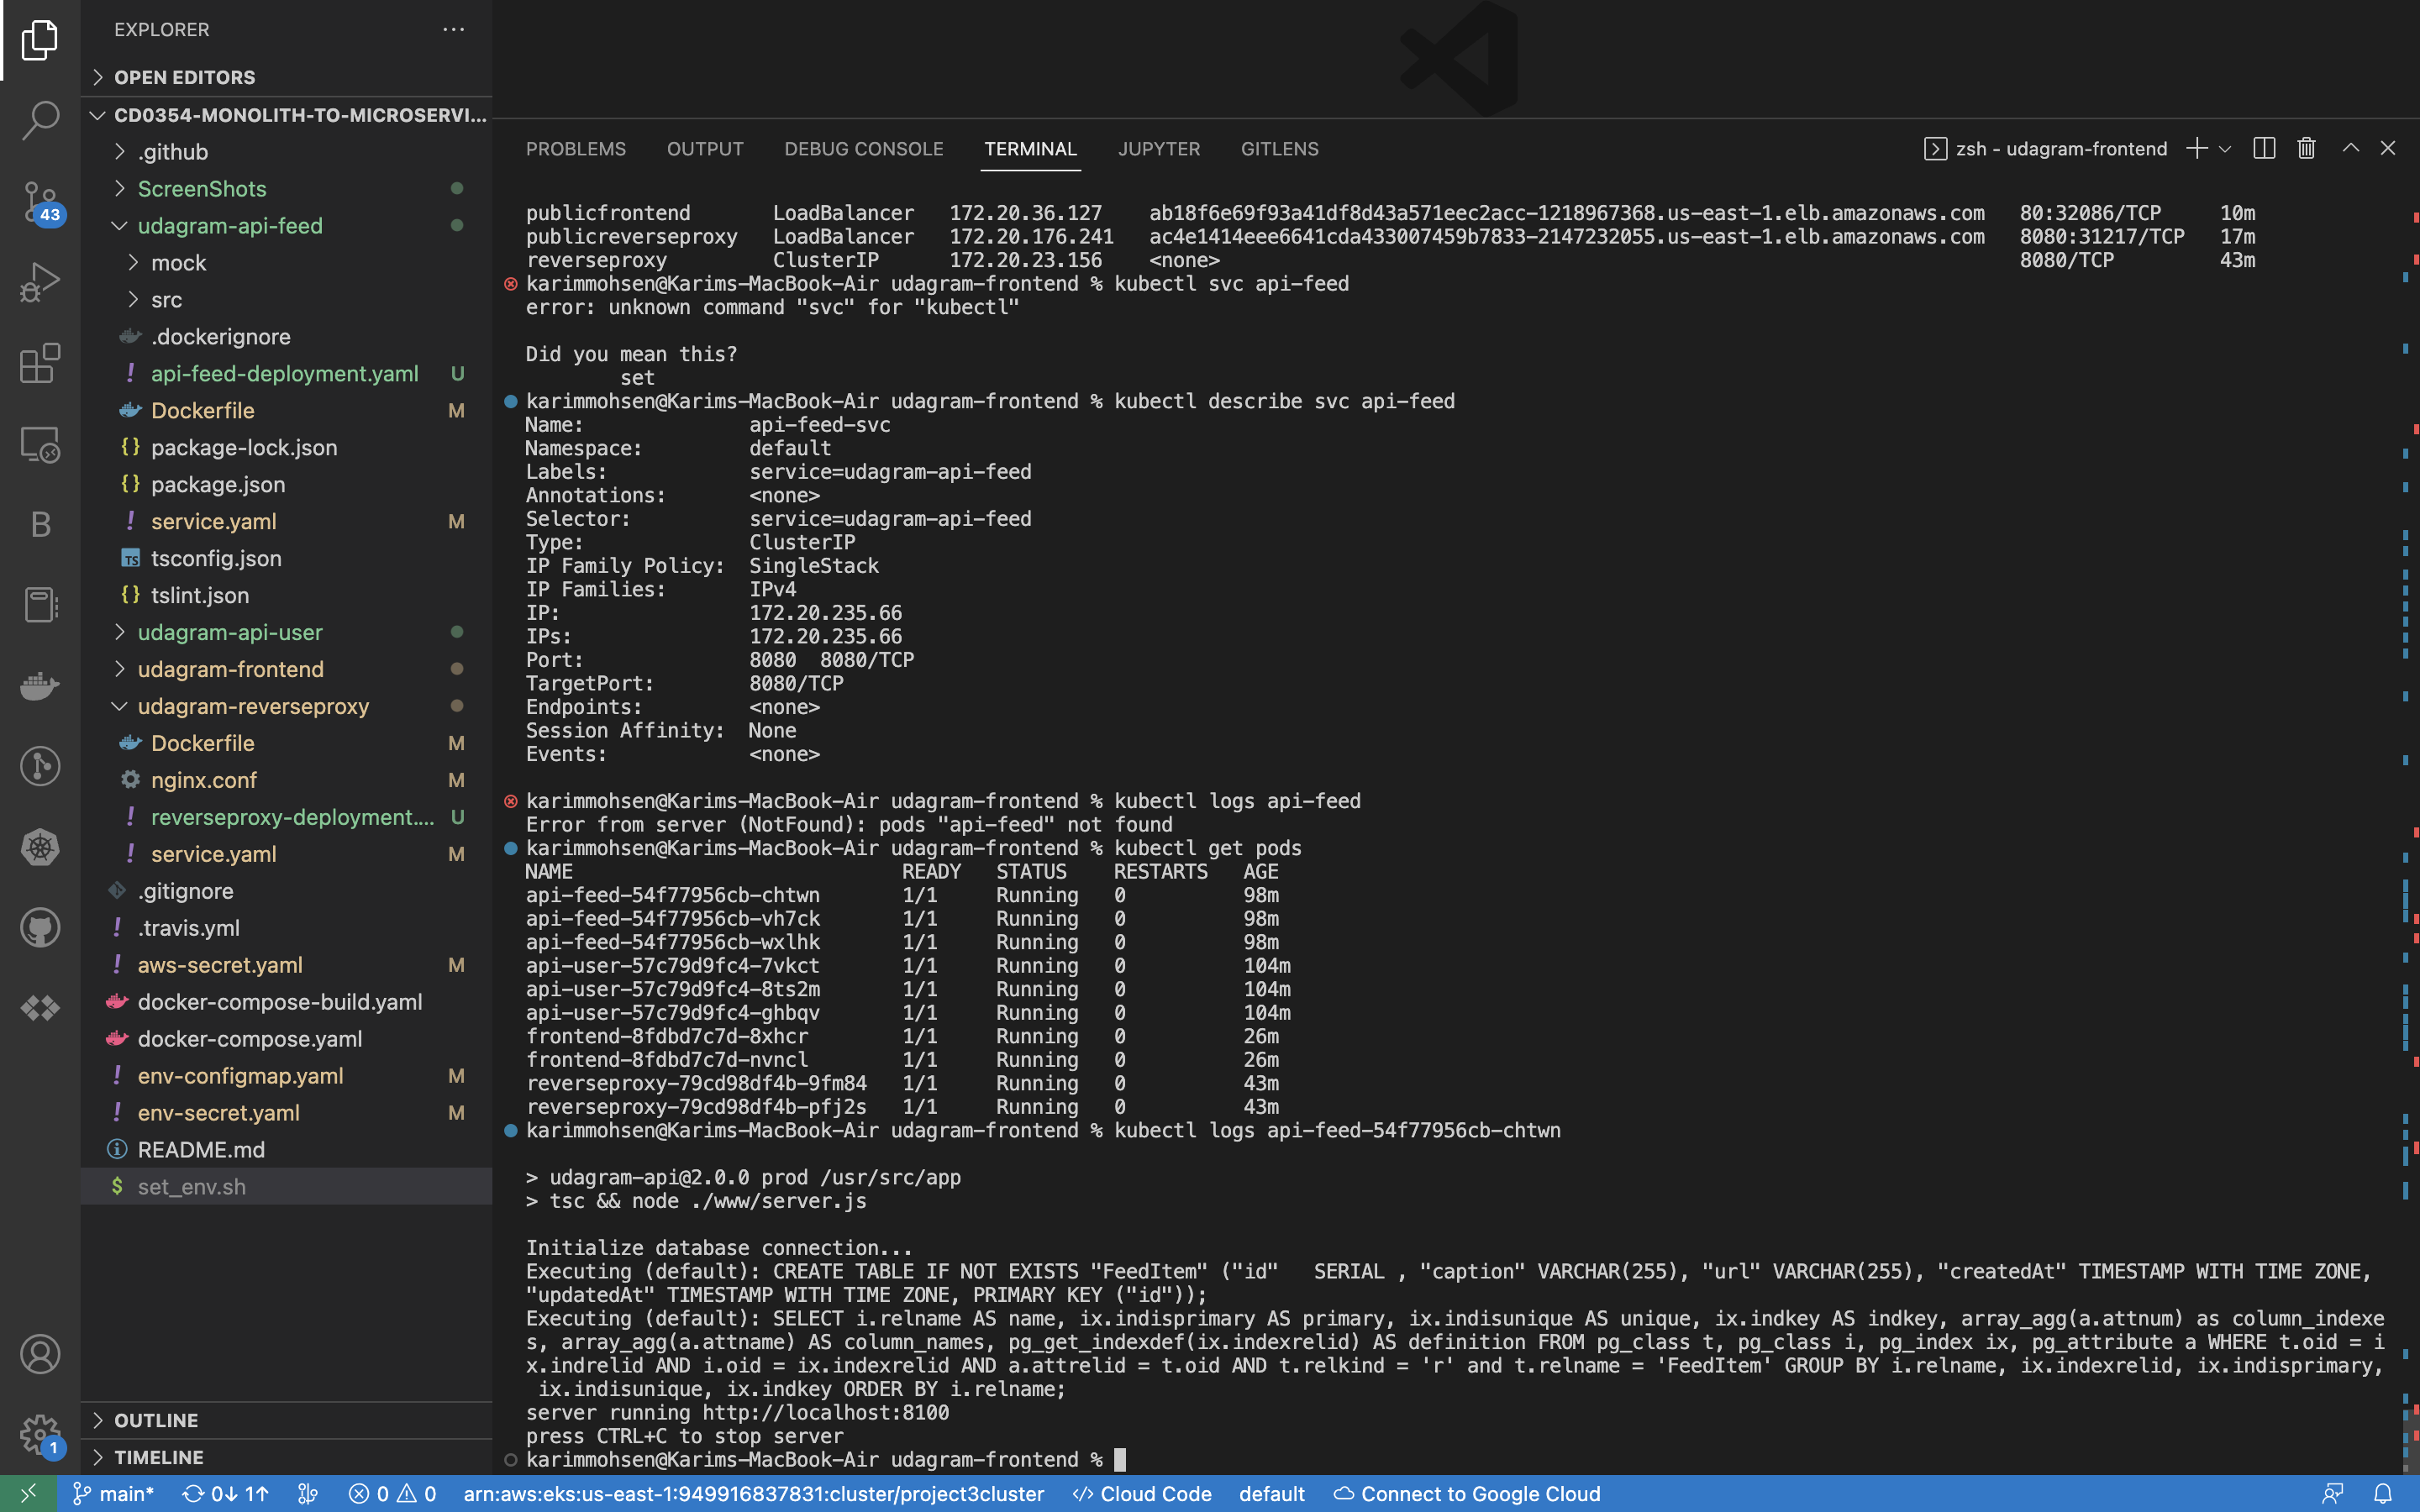 EXPLORER
OPEN EDITORS
CD0354-MONOLITH-TO-MICROSERVI...
.github
ScreenShots
udagram-api-feed
mock
src
.dockerignore
api-feed-deployment.yaml U
Dockerfile M
package-lock.json
package.json
service.yaml M
TS tsconfig.json
tslint.json
udagram-api-user
udagram-frontend
udagram-reverseproxy
Dockerfile M
nginx.conf M
reverseproxy-deployment.... U
service.yaml M
.gitignore
.travis.yml
aws-secret.yaml M
docker-compose-build.yaml
docker-compose.yaml
env-configmap.yaml M
env-secret.yaml M
README.md
$ set_env.sh
OUTLINE
TIMELINE
43
B
1
PROBLEMS OUTPUT DEBUG CONSOLE TERMINAL JUPYTER GITLENS
zsh - udagram-frontend
publicfrontend LoadBalancer 172.20.36.127 ab18f6e69f93a41df8d43a571eec2acc-1218967368.us-east-1.elb.amazonaws.com 80:32086/TCP 10m
publicreverseproxy LoadBalancer 172.20.176.241 ac4e1414eee6641cda433007459b7833-2147232055.us-east-1.elb.amazonaws.com 8080:31217/TCP 17m
reverseproxy ClusterIP 172.20.23.156 <none> 8080/TCP 43m
karimmohsen@Karims-MacBook-Air udagram-frontend % kubectl svc api-feed
error: unknown command "svc" for "kubectl"
Did you mean this?
set
karimmohsen@Karims-MacBook-Air udagram-frontend % kubectl describe svc api-feed
Name: api-feed-svc
Namespace: default
Labels: service=udagram-api-feed
Annotations: <none>
Selector: service=udagram-api-feed
Type: ClusterIP
IP Family Policy: SingleStack
IP Families: IPv4
IP: 172.20.235.66
IPs: 172.20.235.66
Port: 8080 8080/TCP
TargetPort: 8080/TCP
Endpoints: <none>
Session Affinity: None
Events: <none>
karimmohsen@Karims-MacBook-Air udagram-frontend % kubectl logs api-feed
Error from server (NotFound): pods "api-feed" not found
karimmohsen@Karims-MacBook-Air udagram-frontend % kubectl get pods
NAME READY STATUS RESTARTS AGE
api-feed-54f77956cb-chtwn 1/1 Running 0 98m
api-feed-54f77956cb-vh7ck 1/1 Running 0 98m
api-feed-54f77956cb-wxlhk 1/1 Running 0 98m
api-user-57c79d9fc4-7vkct 1/1 Running 0 104m
api-user-57c79d9fc4-8ts2m 1/1 Running 0 104m
api-user-57c79d9fc4-ghbqv 1/1 Running 0 104m
frontend-8fdbd7c7d-8xhcr 1/1 Running 0 26m
frontend-8fdbd7c7d-nvncl 1/1 Running 0 26m
reverseproxy-79cd98df4b-9fm84 1/1 Running 0 43m
reverseproxy-79cd98df4b-pfj2s 1/1 Running 0 43m
karimmohsen@Karims-MacBook-Air udagram-frontend % kubectl logs api-feed-54f77956cb-chtwn
> udagram-api@2.0.0 prod /usr/src/app
> tsc && node ./www/server.js
Initialize database connection...
Executing (default): CREATE TABLE IF NOT EXISTS "FeedItem" ("id" SERIAL , "caption" VARCHAR(255), "url" VARCHAR(255), "createdAt" TIMESTAMP WITH TIME ZONE,
"updatedAt" TIMESTAMP WITH TIME ZONE, PRIMARY KEY ("id"));
Executing (default): SELECT i.relname AS name, ix.indisprimary AS primary, ix.indisunique AS unique, ix.indkey AS indkey, array_agg(a.attnum) as column_indexe
s, array_agg(a.attname) AS column_names, pg_get_indexdef(ix.indexrelid) AS definition FROM pg_class t, pg_class i, pg_index ix, pg_attribute a WHERE t.oid = i
x.indrelid AND i.oid = ix.indexrelid AND a.attrelid = t.oid AND t.relkind = 'r' and t.relname = 'FeedItem' GROUP BY i.relname, ix.indexrelid, ix.indisprimary,
ix.indisunique, ix.indkey ORDER BY i.relname;
server running http://localhost:8100
press CTRL+C to stop server
karimmohsen@Karims-MacBook-Air udagram-frontend %
main* 0↓ 1↑ 0 0 arn:aws:eks:us-east-1:949916837831:cluster/project3cluster </> Cloud Code default Connect to Google Cloud